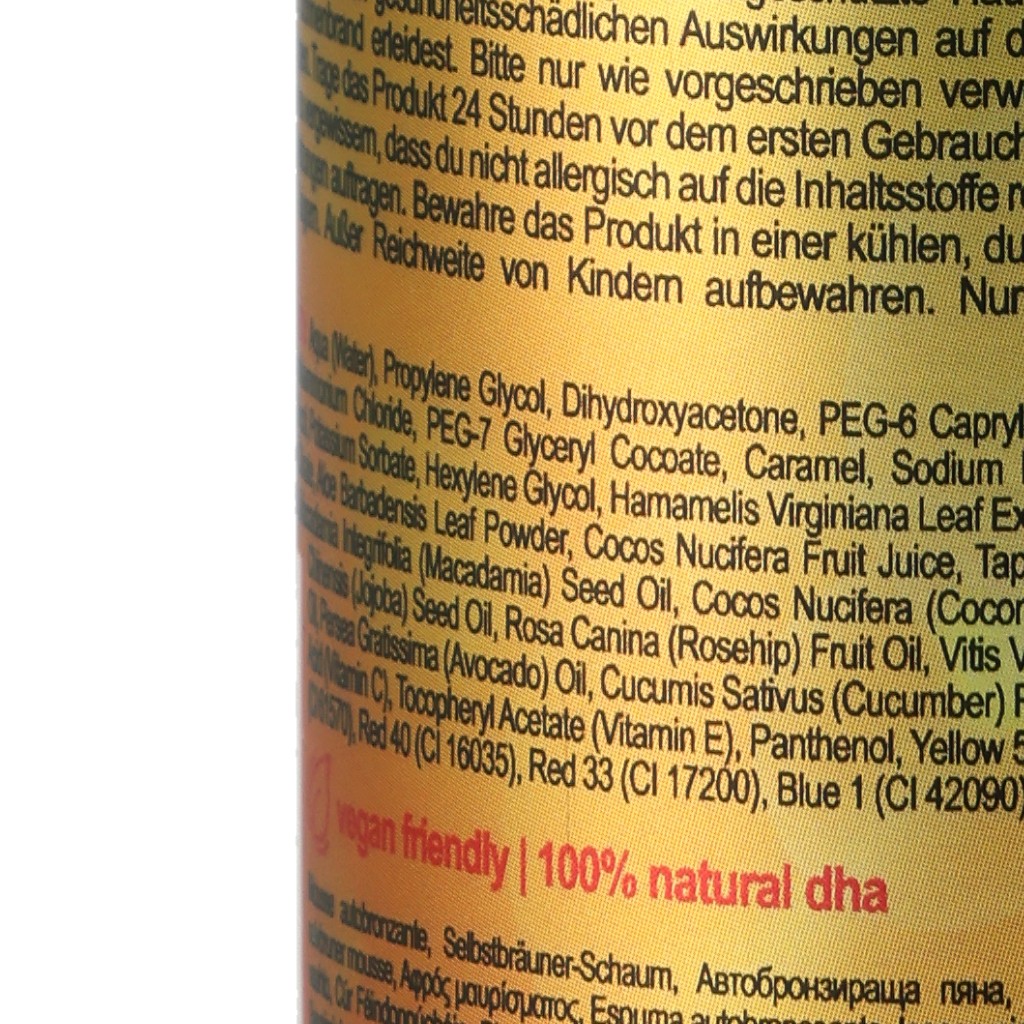 gesundheitsschädlichen Auswirkungen auf
erleidest. Bitte nur wie vorgeschrieben verw
Trage das Produkt 24 Stunden vor dem ersten Gebrauch
dass du nicht allergisch auf die Inhaltsstoffe
auftragen. Bewahre das Produkt in einer kühlen, du
Außer Reichweite von Kindern aufbewahren. Nur
Aqua (Water), Propylene Glycol, Dihydroxyacetone, PEG-6 Capryl
Chloride, PEG-7 Glyceryl Cocoate, Caramel, Sodium
Potassium Sorbate, Hexylene Glycol, Hamamelis Virginiana Leaf Ex
Aloe Barbadensis Leaf Powder, Cocos Nucifera Fruit Juice, Tap
Integrifolia (Macadamia) Seed Oil, Cocos Nucifera (Cocon
Chinensis (Jojoba) Seed Oil, Rosa Canina (Rosehip) Fruit Oil, Vitis V
Oil, Persea Gratissima (Avocado) Oil, Cucumis Sativus (Cucumber) F
(Vitamin C), Tocopheryl Acetate (Vitamin E), Panthenol, Yellow 5
Red 40 (CI 16035), Red 33 (CI 17200), Blue 1 (CI 42090)
vegan friendly | 100% natural dha
Mousse autobronzante, Selbstbräuner-Schaum, Автобронзираща пяна,
mousse, Αφρός μαυρίσματος, Espuma